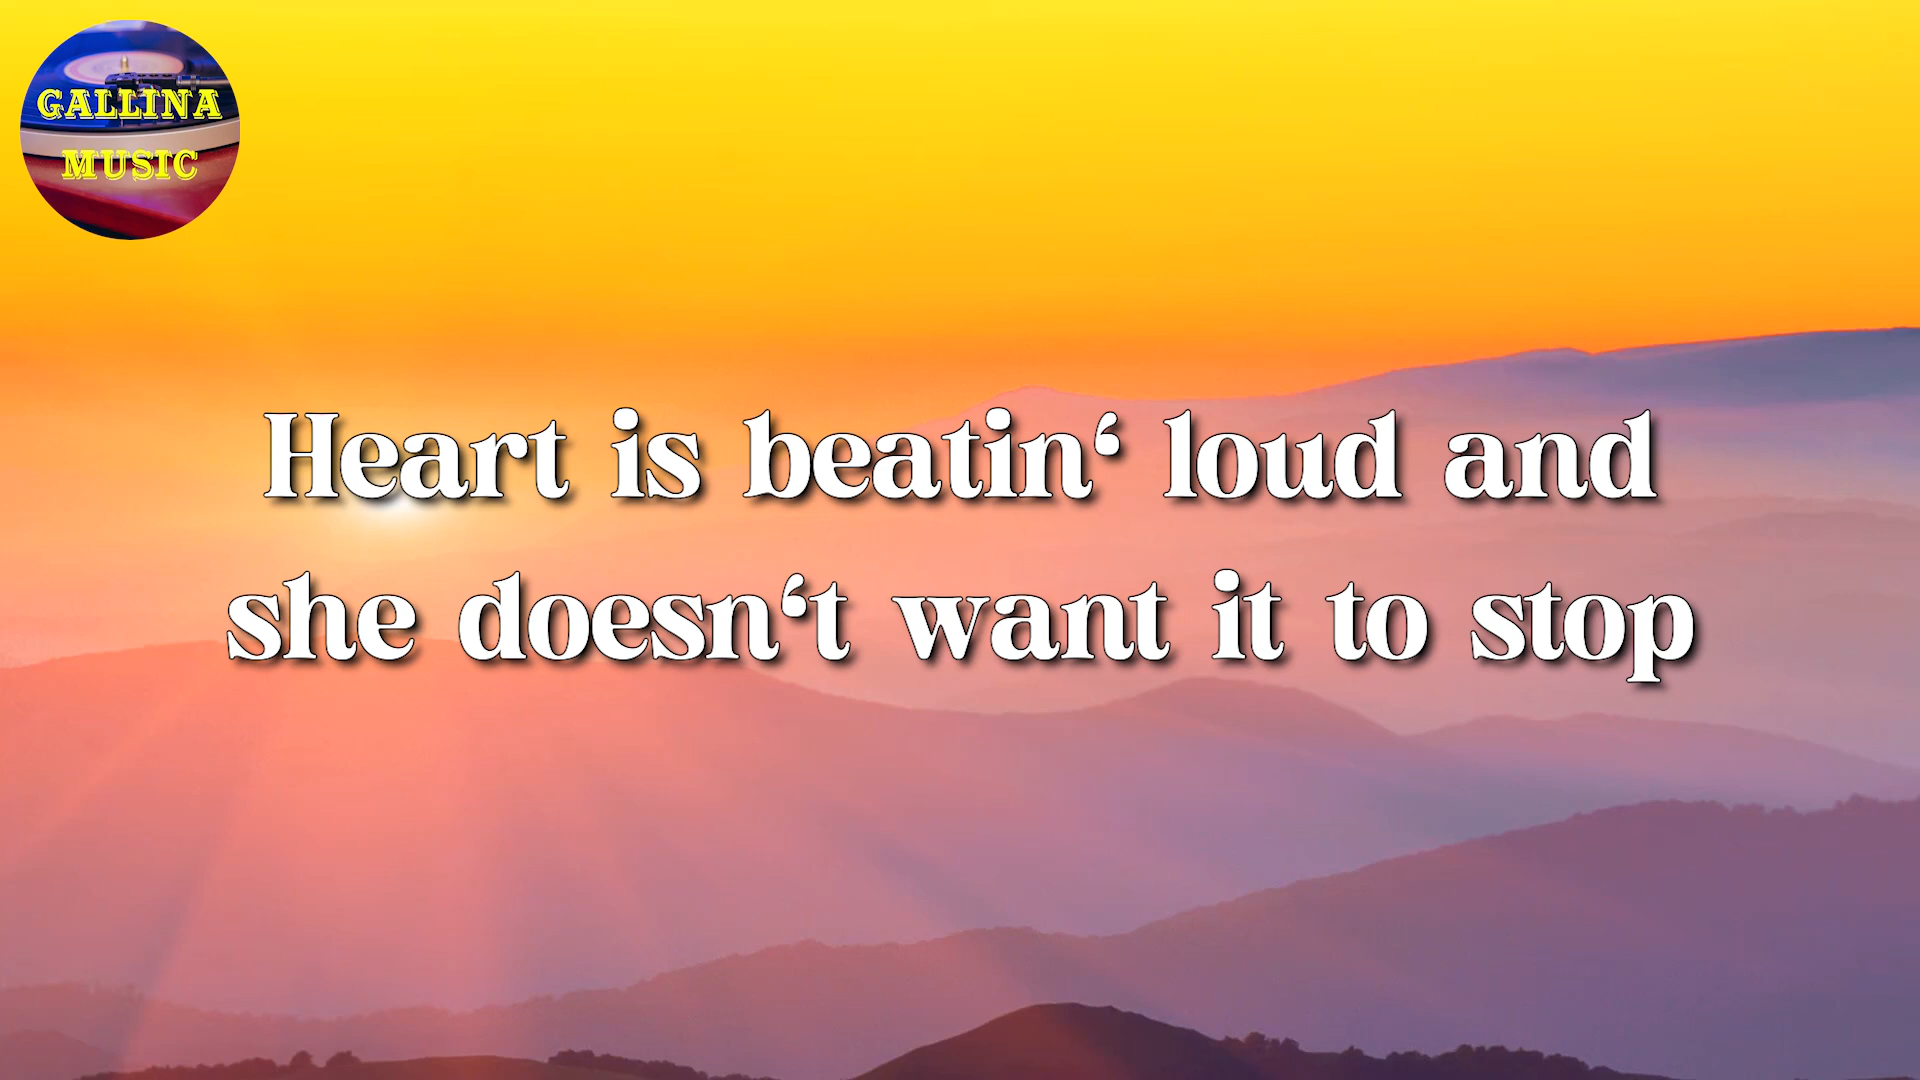 GALLINA
MUSIC
Heart is beatin‘ loud and
she doesn‘t want it to stop